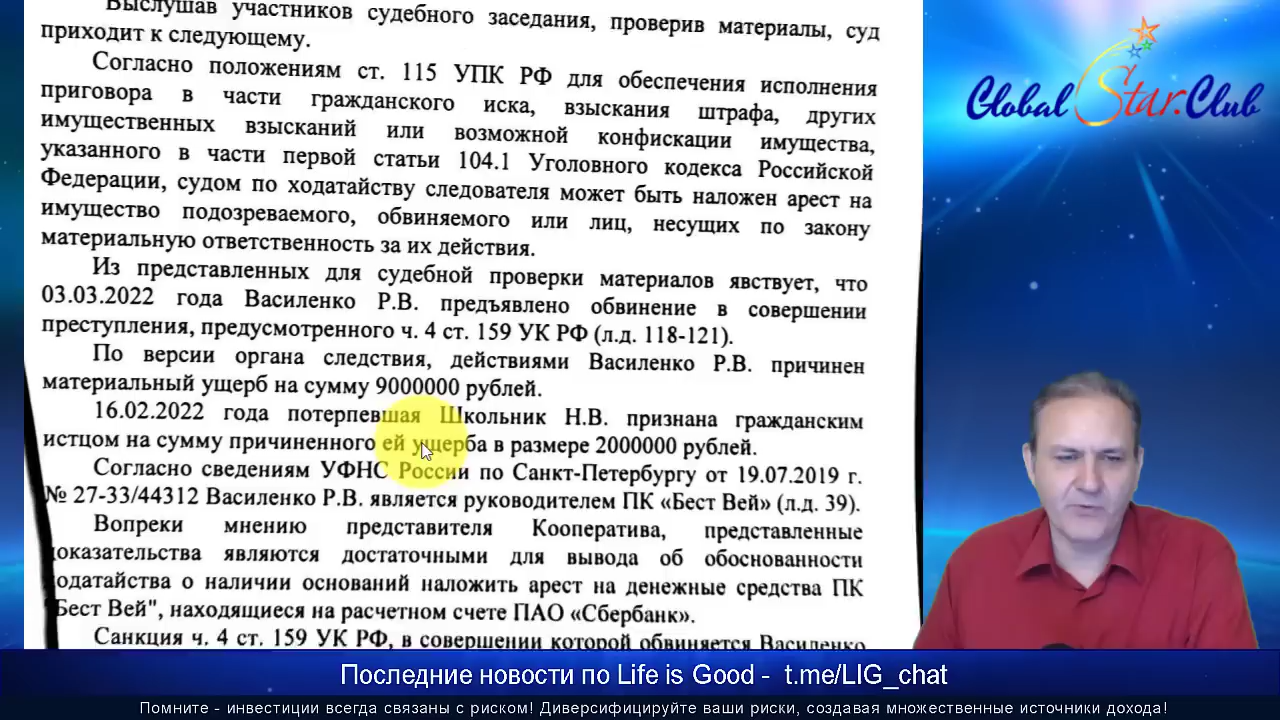 Выслушав участников судебного заседания, проверив материалы, суд
приходит к следующему.
Согласно положениям ст. 115 УПК РФ для обеспечения исполнения
приговора в части гражданского иска, взыскания штрафа, других
имущественных взысканий или возможной конфискации имущества,
указанного в части первой статьи 104.1 Уголовного кодекса Российской
Федерации, судом по ходатайству следователя может быть наложен арест на
имущество подозреваемого, обвиняемого или лиц, несущих по закону
материальную ответственность за их действия.
Из представленных для судебной проверки материалов явствует, что
03.03.2022 года Василенко Р.В. предъявлено обвинение в совершении
преступления, предусмотренного ч. 4 ст. 159 УК РФ (л.д. 118-121).
По версии органа следствия, действиями Василенко Р.В. причинен
материальный ущерб на сумму 9000000 рублей.
16.02.2022 года потерпевшая Школьник Н.В. признана гражданским
истцом на сумму причиненного ей ущерба в размере 2000000 рублей.
Согласно сведениям УФНС России по Санкт-Петербургу от 19.07.2019 г.
№ 27-33/44312 Василенко Р.В. является руководителем ПК «Бест Вей» (л.д. 39).
Вопреки мнению представителя Кооператива, представленные
доказательства являются достаточными для вывода об обоснованности
ходатайства о наличии оснований наложить арест на денежные средства ПК
"Бест Вей", находящиеся на расчетном счете ПАО «Сбербанк».
Санкция ч. 4 ст. 159 УК РФ, в совершении которой обвиняется Василенко
Global Star.Club
Последние новости по Life is Good - t.me/LIG_chat
Помните - инвестиции всегда связаны с риском! Диверсифицируйте ваши риски, создавая множественные источники дохода!